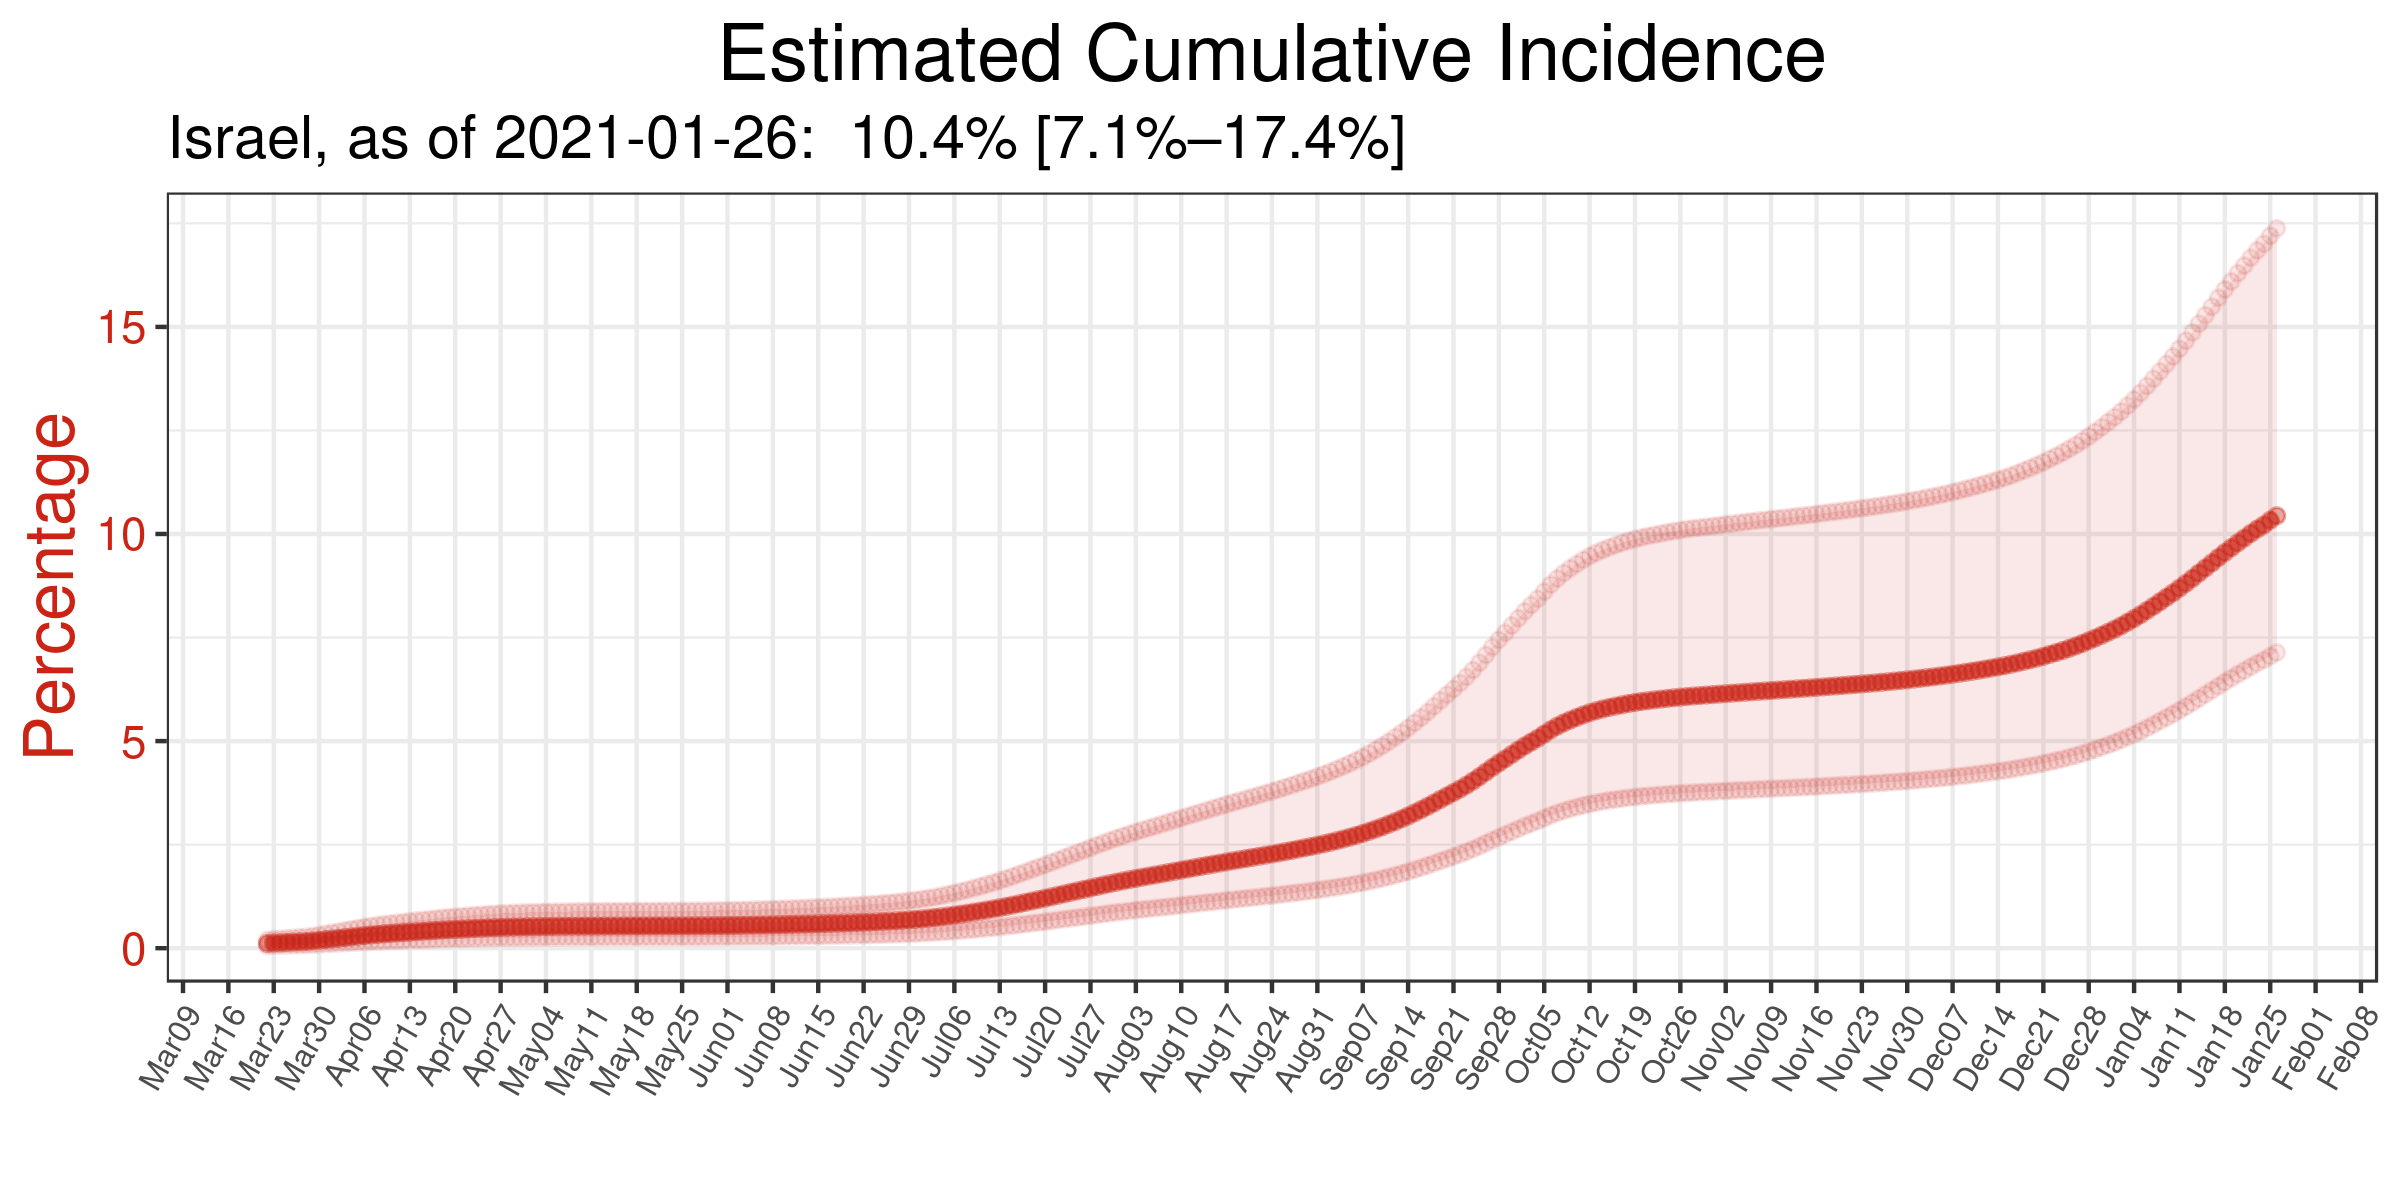 Estimated Cumulative Incidence
Israel, as of 2021-01-26:  10.4% [7.1%–17.4%]
Percentage
15
10
5
0
Mar09 Mar16 Mar23 Mar30 Apr06 Apr13 Apr20 Apr27 May04 May11 May18 May25 Jun01 Jun08 Jun15 Jun22 Jun29 Jul06 Jul13 Jul20 Jul27 Aug03 Aug10 Aug17 Aug24 Aug31 Sep07 Sep14 Sep21 Sep28 Oct05 Oct12 Oct19 Oct26 Nov02 Nov09 Nov16 Nov23 Nov30 Dec07 Dec14 Dec21 Dec28 Jan04 Jan11 Jan18 Jan25 Feb01 Feb08